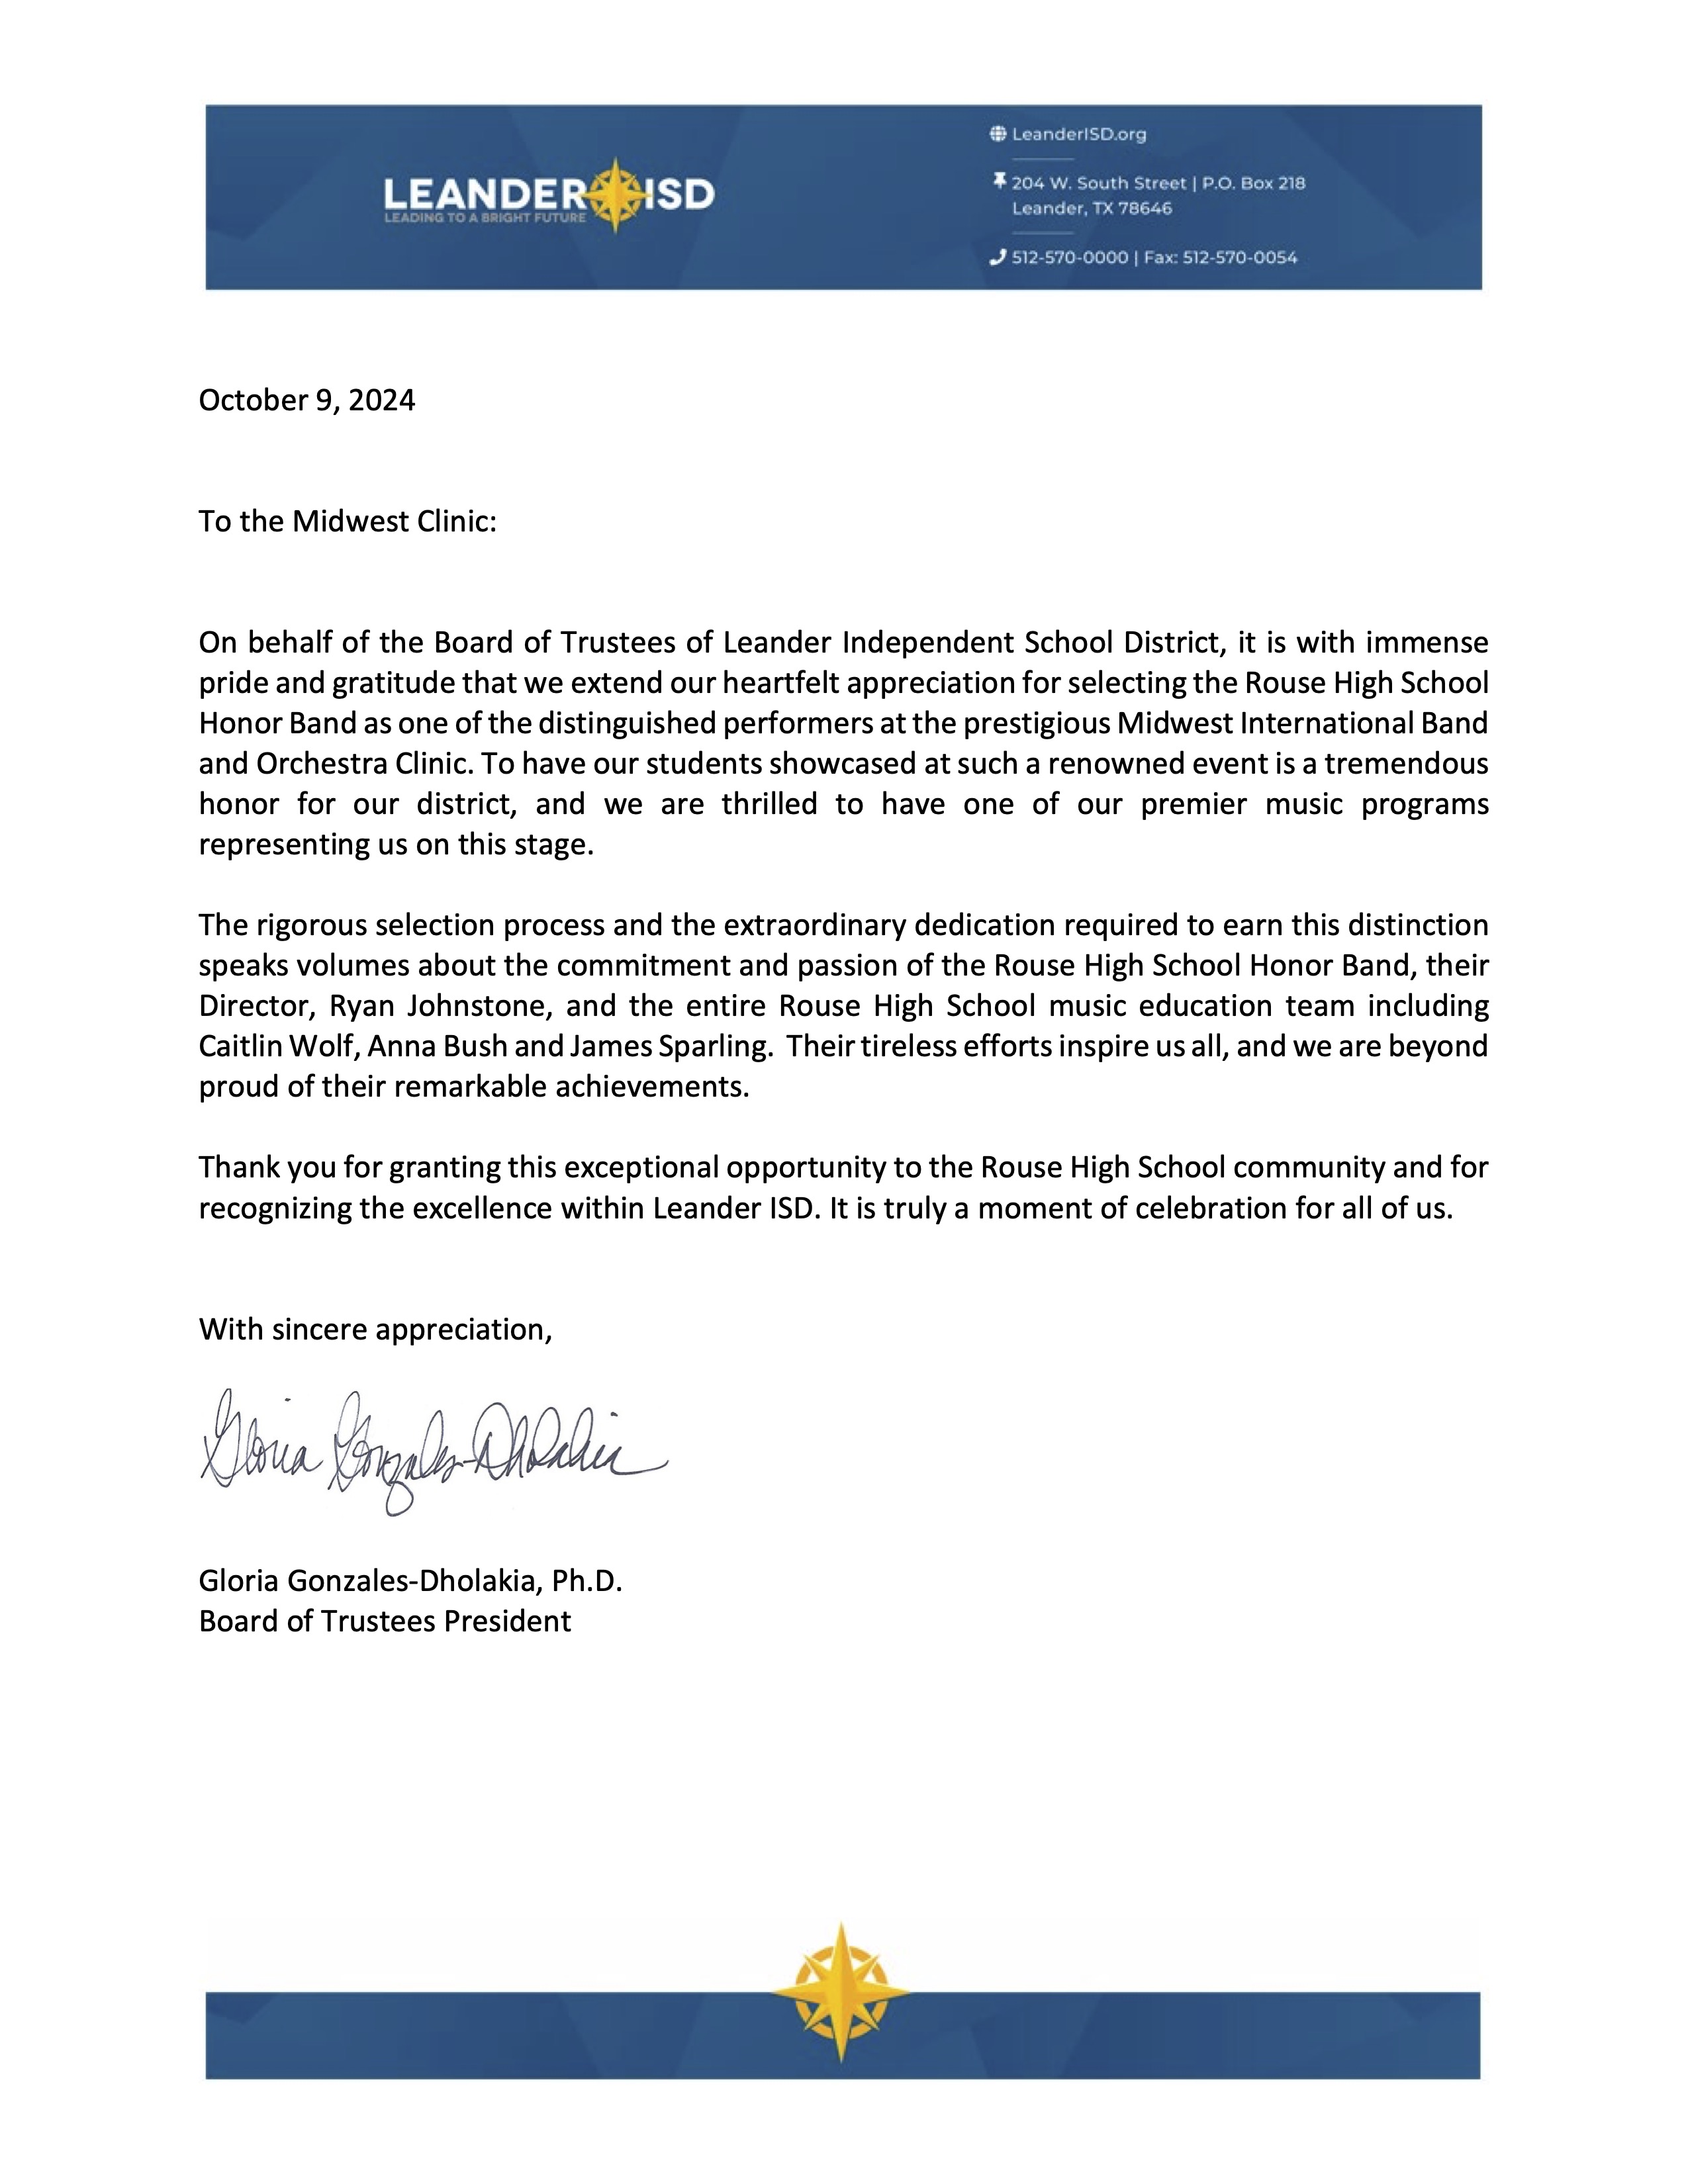 LeanderISD.org
LEANDER ISD
LEADING TO A BRIGHT FUTURE
204 W. South Street | P.O. Box 218
Leander, TX 78646
512-570-0000 | Fax: 512-570-0054
October 9, 2024
To the Midwest Clinic:
On behalf of the Board of Trustees of Leander Independent School District, it is with immense
pride and gratitude that we extend our heartfelt appreciation for selecting the Rouse High School
Honor Band as one of the distinguished performers at the prestigious Midwest International Band
and Orchestra Clinic. To have our students showcased at such a renowned event is a tremendous
honor for our district, and we are thrilled to have one of our premier music programs
representing us on this stage.
The rigorous selection process and the extraordinary dedication required to earn this distinction
speaks volumes about the commitment and passion of the Rouse High School Honor Band, their
Director, Ryan Johnstone, and the entire Rouse High School music education team including
Caitlin Wolf, Anna Bush and James Sparling. Their tireless efforts inspire us all, and we are beyond
proud of their remarkable achievements.
Thank you for granting this exceptional opportunity to the Rouse High School community and for
recognizing the excellence within Leander ISD. It is truly a moment of celebration for all of us.
With sincere appreciation,
Gloria Gonzales-Dholakia
Gloria Gonzales-Dholakia, Ph.D.
Board of Trustees President